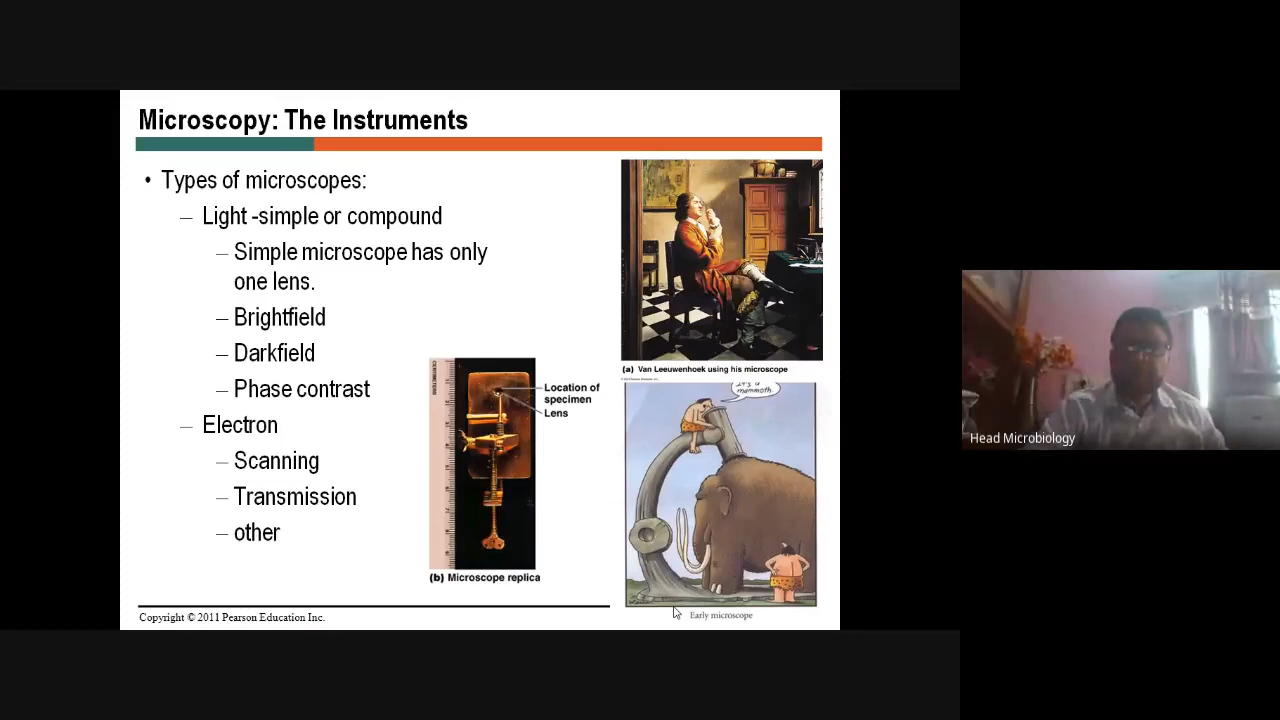 Microscopy: The Instruments
• Types of microscopes:
– Light -simple or compound
– Simple microscope has only
one lens.
– Brightfield
– Darkfield
– Phase contrast
– Electron
– Scanning
– Transmission
– other
Location of
specimen
Lens
(b) Microscope replica
(a) Van Leeuwenhoek using his microscope
It's a
mammoth.
Early microscope
Copyright © 2011 Pearson Education Inc.
Head Microbiology